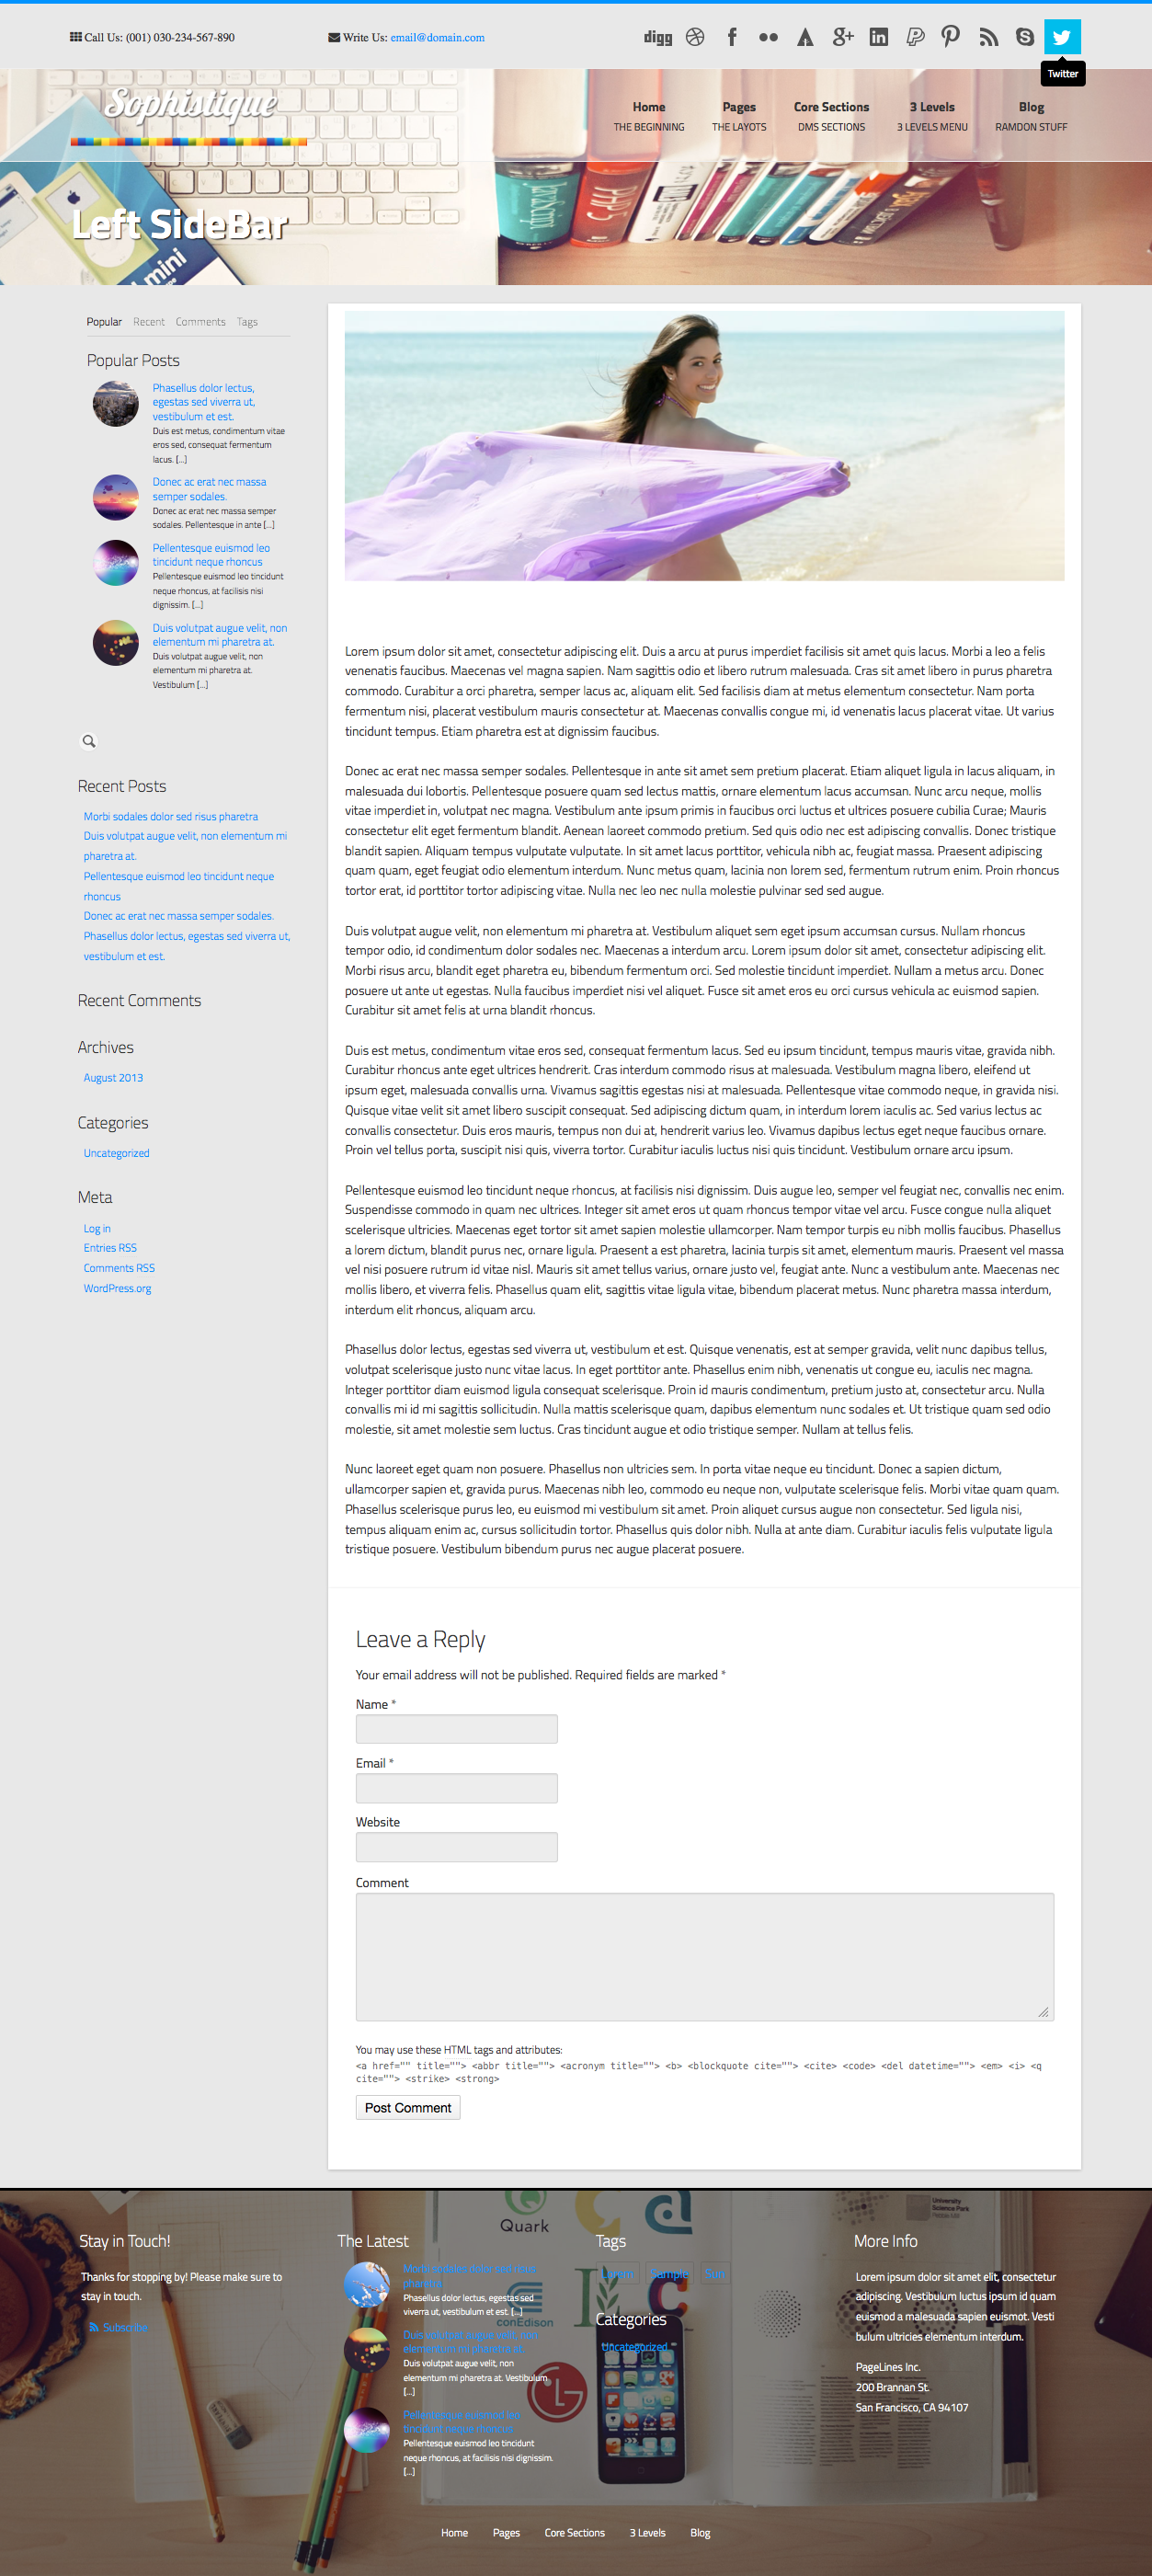 Call Us: (001) 030-234-567-890
Write Us: email@domain.com
digg
Twitter
Sophistique
Home
THE BEGINNING
Pages
THE LAYOTS
Core Sections
DMS SECTIONS
3 Levels
3 LEVELS MENU
Blog
RAMDON STUFF
Left SideBar
mini
Popular Recent Comments Tags
Popular Posts
Phasellus dolor lectus,
egestas sed viverra ut,
vestibulum et est.
Duis est metus, condimentum vitae
eros sed, consequat fermentum
lacus. [...]
Donec ac erat nec massa
semper sodales.
Donec ac erat nec massa semper
sodales. Pellentesque in ante [...]
Pellentesque euismod leo
tincidunt neque rhoncus
Pellentesque euismod leo tincidunt
neque rhoncus, at facilisis nisi
dignissim. [...]
Duis volutpat augue velit, non
elementum mi pharetra at.
Duis volutpat augue velit, non
elementum mi pharetra at.
Vestibulum [...]
Recent Posts
Morbi sodales dolor sed risus pharetra
Duis volutpat augue velit, non elementum mi
pharetra at.
Pellentesque euismod leo tincidunt neque
rhoncus
Donec ac erat nec massa semper sodales.
Phasellus dolor lectus, egestas sed viverra ut,
vestibulum et est.
Recent Comments
Archives
August 2013
Categories
Uncategorized
Meta
Log in
Entries RSS
Comments RSS
WordPress.org
Lorem ipsum dolor sit amet, consectetur adipiscing elit. Duis a arcu at purus imperdiet facilisis sit amet quis lacus. Morbi a leo a felis
venenatis faucibus. Maecenas vel magna sapien. Nam sagittis odio et libero rutrum malesuada. Cras sit amet libero in purus pharetra
commodo. Curabitur a orci pharetra, semper lacus ac, aliquam elit. Sed facilisis diam at metus elementum consectetur. Nam porta
fermentum nisi, placerat vestibulum mauris consectetur at. Maecenas convallis congue mi, id venenatis lacus placerat vitae. Ut varius
tincidunt tempus. Etiam pharetra est at dignissim faucibus.
Donec ac erat nec massa semper sodales. Pellentesque in ante sit amet sem pretium placerat. Etiam aliquet ligula in lacus aliquam, in
malesuada dui lobortis. Pellentesque posuere quam sed lectus mattis, ornare elementum lacus accumsan. Nunc arcu neque, mollis
vitae imperdiet in, volutpat nec magna. Vestibulum ante ipsum primis in faucibus orci luctus et ultrices posuere cubilia Curae; Mauris
consectetur elit eget fermentum blandit. Aenean laoreet commodo pretium. Sed quis odio nec est adipiscing convallis. Donec tristique
blandit sapien. Aliquam tempus vulputate vulputate. In sit amet lacus porttitor, vehicula nibh ac, feugiat massa. Praesent adipiscing
quam quam, eget feugiat odio elementum interdum. Nunc metus quam, lacinia non lorem sed, fermentum rutrum enim. Proin rhoncus
tortor erat, id porttitor tortor adipiscing vitae. Nulla nec leo nec nulla molestie pulvinar sed sed augue.
Duis volutpat augue velit, non elementum mi pharetra at. Vestibulum aliquet sem eget ipsum accumsan cursus. Nullam rhoncus
tempor odio, id condimentum dolor sodales nec. Maecenas a interdum arcu. Lorem ipsum dolor sit amet, consectetur adipiscing elit.
Morbi risus arcu, blandit eget pharetra eu, bibendum fermentum orci. Sed molestie tincidunt imperdiet. Nullam a metus arcu. Donec
posuere ut ante ut egestas. Nulla faucibus imperdiet nisi vel aliquet. Fusce sit amet eros eu orci cursus vehicula ac euismod sapien.
Curabitur sit amet felis at urna blandit rhoncus.
Duis est metus, condimentum vitae eros sed, consequat fermentum lacus. Sed eu ipsum tincidunt, tempus mauris vitae, gravida nibh.
Curabitur rhoncus ante eget ultrices hendrerit. Cras interdum commodo risus at malesuada. Vestibulum magna libero, eleifend ut
ipsum eget, malesuada convallis urna. Vivamus sagittis egestas nisi at malesuada. Pellentesque vitae commodo neque, in gravida nisi.
Quisque vitae velit sit amet libero suscipit consequat. Sed adipiscing dictum quam, in interdum lorem iaculis ac. Sed varius lectus ac
convallis consectetur. Duis eros mauris, tempus non dui at, hendrerit varius leo. Vivamus dapibus lectus eget neque faucibus ornare.
Proin vel tellus porta, suscipit nisi quis, viverra tortor. Curabitur iaculis luctus nisi quis tincidunt. Vestibulum ornare arcu ipsum.
Pellentesque euismod leo tincidunt neque rhoncus, at facilisis nisi dignissim. Duis augue leo, semper vel feugiat nec, convallis nec enim.
Suspendisse commodo in quam nec ultrices. Integer sit amet eros ut quam rhoncus tempor vitae vel arcu. Fusce congue nulla aliquet
scelerisque ultricies. Maecenas eget tortor sit amet sapien molestie ullamcorper. Nam tempor turpis eu nibh mollis faucibus. Phasellus
a lorem dictum, blandit purus nec, ornare ligula. Praesent a est pharetra, lacinia turpis sit amet, elementum mauris. Praesent vel massa
vel nisi posuere rutrum id vitae nisl. Mauris sit amet tellus varius, ornare justo vel, feugiat ante. Nunc a vestibulum ante. Maecenas nec
mollis libero, et viverra felis. Phasellus quam elit, sagittis vitae ligula vitae, bibendum placerat metus. Nunc pharetra massa interdum,
interdum elit rhoncus, aliquam arcu.
Phasellus dolor lectus, egestas sed viverra ut, vestibulum et est. Quisque venenatis, est at semper gravida, velit nunc dapibus tellus,
volutpat scelerisque justo nunc vitae lacus. In eget porttitor ante. Phasellus enim nibh, venenatis ut congue eu, iaculis nec magna.
Integer porttitor diam euismod ligula consequat scelerisque. Proin id mauris condimentum, pretium justo at, consectetur arcu. Nulla
convallis mi id mi sagittis sollicitudin. Nulla mattis scelerisque quam, dapibus elementum nunc sodales et. Ut tristique quam sed odio
molestie, sit amet molestie sem luctus. Cras tincidunt augue et odio tristique semper. Nullam at tellus felis.
Nunc laoreet eget quam non posuere. Phasellus non ultricies sem. In porta vitae neque eu tincidunt. Donec a sapien dictum,
ullamcorper sapien et, gravida purus. Maecenas nibh leo, commodo eu neque non, vulputate scelerisque felis. Morbi vitae quam quam.
Phasellus scelerisque purus leo, eu euismod mi vestibulum sit amet. Proin aliquet cursus augue non consectetur. Sed ligula nisi,
tempus aliquam enim ac, cursus sollicitudin tortor. Phasellus quis dolor nibh. Nulla at ante diam. Curabitur iaculis felis vulputate ligula
tristique posuere. Vestibulum bibendum purus nec augue placerat posuere.
Leave a Reply
Your email address will not be published. Required fields are marked *
Name *
Email *
Website
Comment
You may use these HTML tags and attributes:
<a href="" title=""> <abbr title=""> <acronym title=""> <b> <blockquote cite=""> <cite> <code> <del datetime=""> <em> <i> <q
cite=""> <strike> <strong>
Post Comment
Stay in Touch!
Thanks for stopping by! Please make sure to
stay in touch.
Subscribe
The Latest
Morbi sodales dolor sed risus
pharetra
Phasellus dolor lectus, egestas sed
viverra ut, vestibulum et est. [...]
Duis volutpat augue velit, non
elementum mi pharetra at.
Duis volutpat augue velit, non
elementum mi pharetra at. Vestibulum
[...]
Pellentesque euismod leo
tincidunt neque rhoncus
Pellentesque euismod leo tincidunt
neque rhoncus, at facilisis nisi dignissim.
[...]
Quark
conEdison
Tags
Lorem Sample Sun
Categories
Uncategorized
University
Science Park
More Info
Lorem ipsum dolor sit amet elit, consectetur
adipiscing. Vestibulum luctus ipsum id quam
euismod a malesuada sapien euismot. Vesti
bulum ultricies elementum interdum.
PageLines Inc.
200 Brannan St.
San Francisco, CA 94107
Home Pages Core Sections 3 Levels Blog